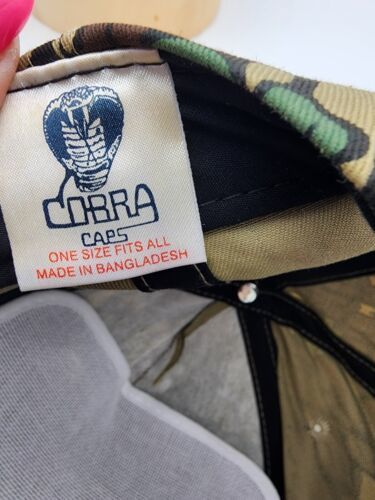 COBRA
CAPS
ONE SIZE FITS ALL
MADE IN BANGLADESH